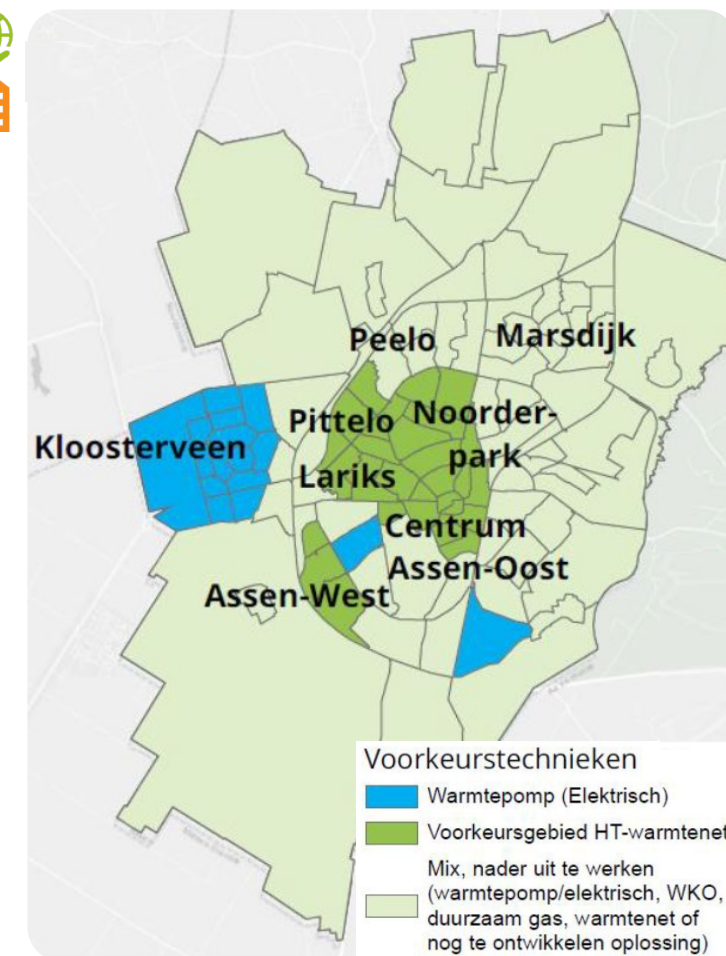 Peelo
Marsdijk
Pittelo
Noorder-
park
Kloosterveen
Lariks
Centrum
Assen-Oost
Assen-West
Voorkeurstechnieken
Warmtepomp (Elektrisch)
Voorkeursgebied HT-warmtenet
Mix, nader uit te werken
(warmtepomp/elektrisch, WKO,
duurzaam gas, warmtenet of
nog te ontwikkelen oplossing)